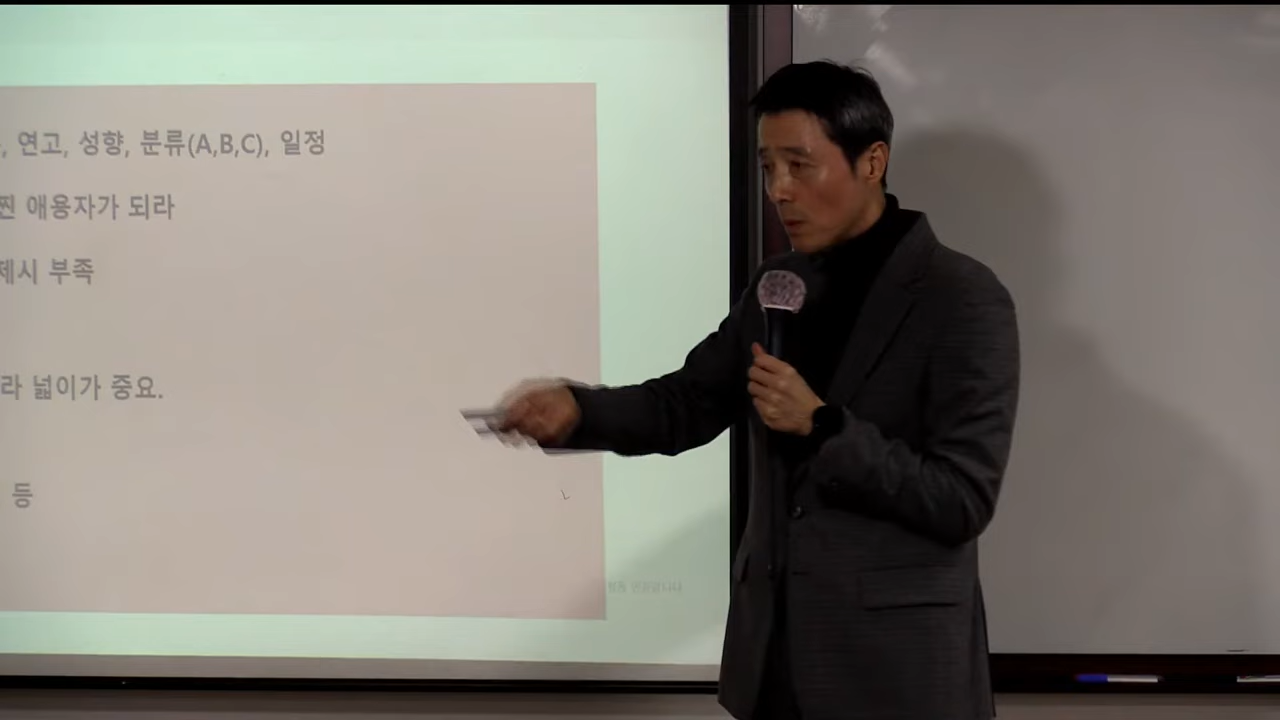 , 연고, 성향, 분류(A,B,C), 일정
찐 애용자가 되라
제시 부족
라 넓이가 중요.
등